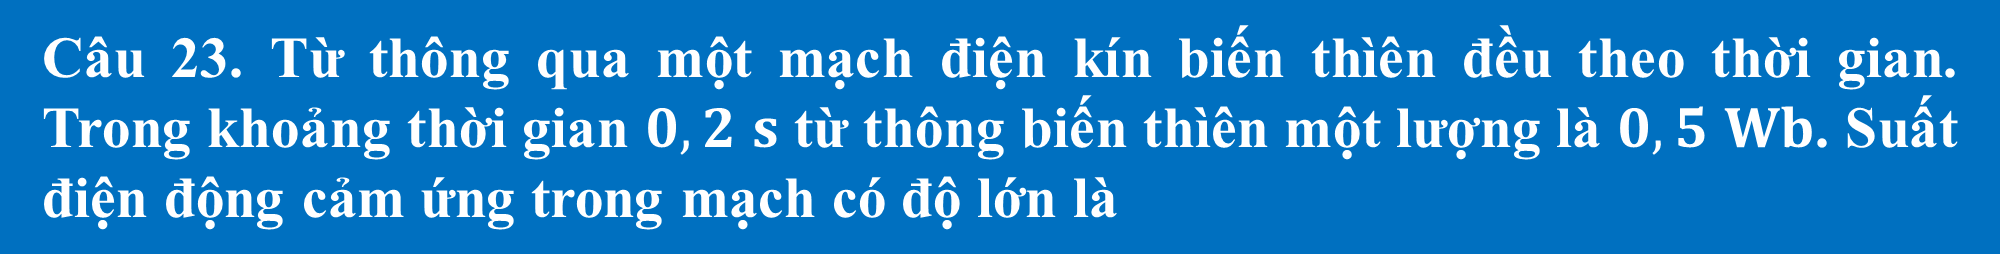 Câu 23. Từ thông qua một mạch điện kín biến thìên đều theo thời gian.
Trong khoảng thời gian 0, 2 s từ thông biến thìên một lượng là 0, 5 Wb. Suất
điện động cảm ứng trong mạch có độ lớn là